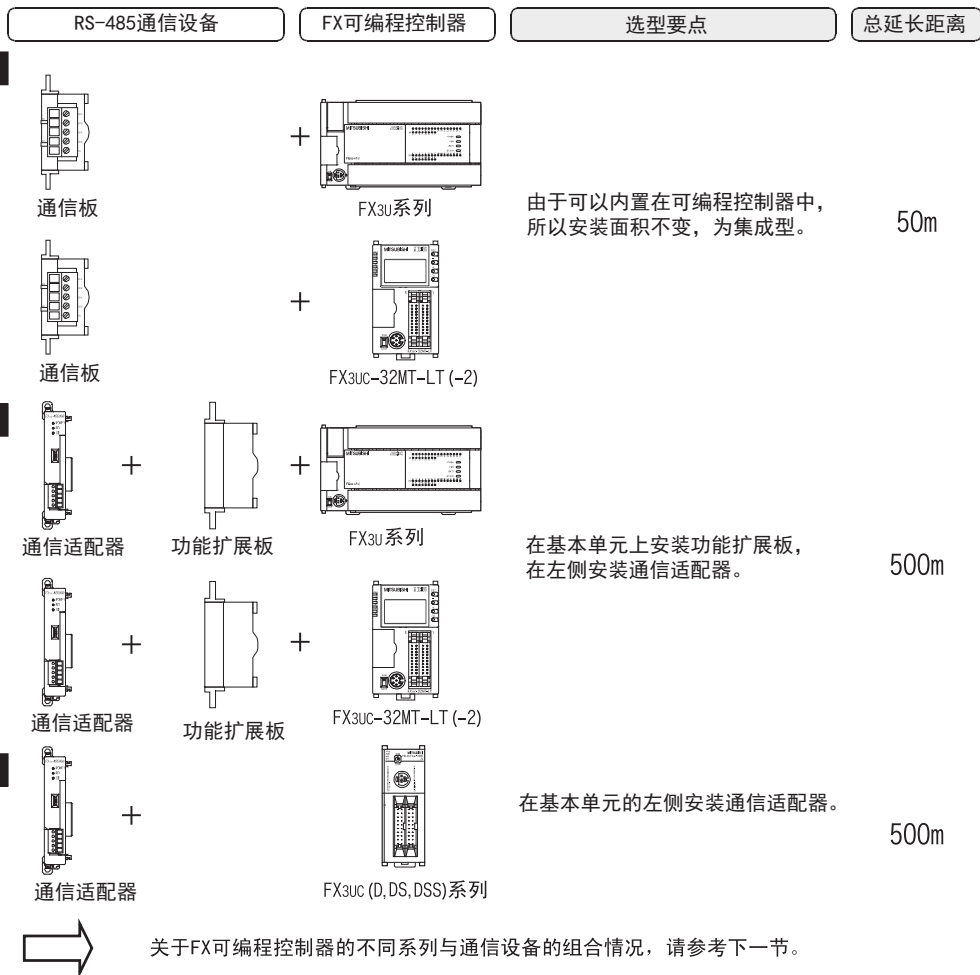 RS-485通信设备 FX可编程控制器 选型要点 总延长距离
通信板
MITSUBISHI
FX3U系列
由于可以内置在可编程控制器中，
所以安装面积不变，为集成型。
50m
通信板
MITSUBISHI
FX3UC-32MT-LT(-2)
通信适配器
功能扩展板
MITSUBISHI
FX3U系列
在基本单元上安装功能扩展板，
在左侧安装通信适配器。
500m
通信适配器
功能扩展板
MITSUBISHI
FX3UC-32MT-LT(-2)
通信适配器
MITSUBISHI
FX3UC(D,DS,DSS)系列
在基本单元的左侧安装通信适配器。
500m
关于FX可编程控制器的不同系列与通信设备的组合情况，请参考下一节。